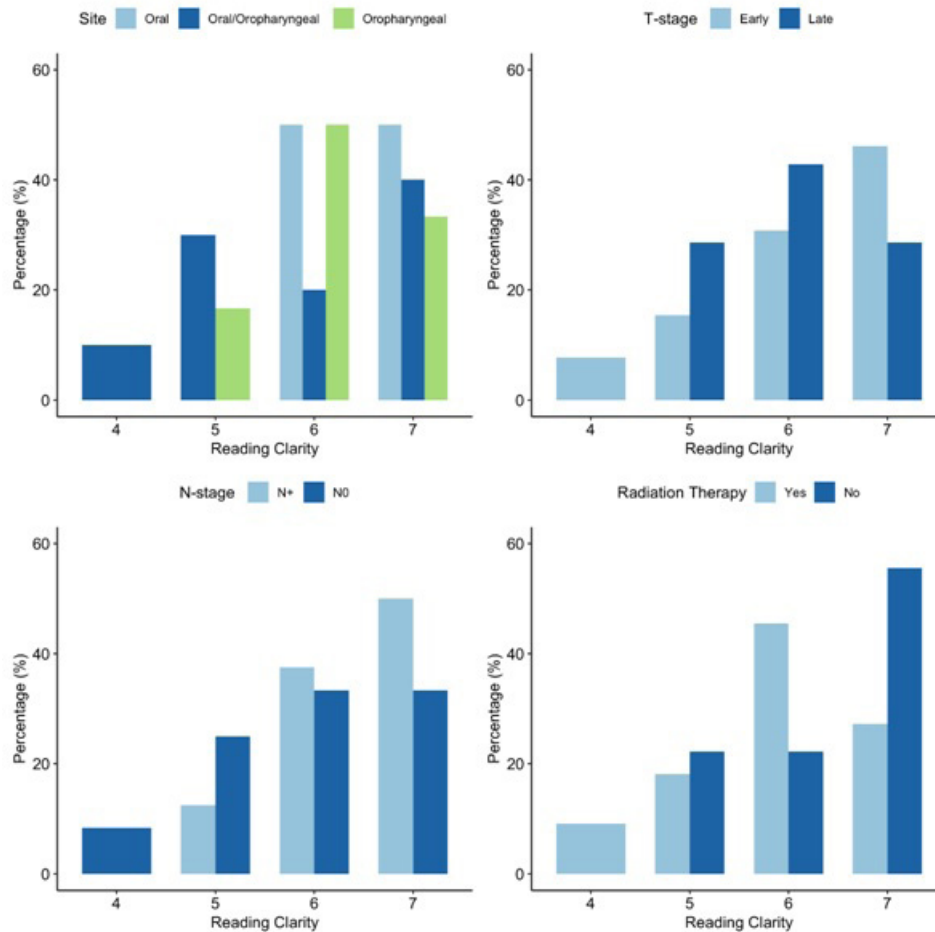 Site Oral Oral/Oropharyngeal Oropharyngeal
60
40
20
0
Percentage (%)
4 5 6 7
Reading Clarity
T-stage Early Late
60
40
20
0
Percentage (%)
4 5 6 7
Reading Clarity
N-stage N+ N0
60
40
20
0
Percentage (%)
4 5 6 7
Reading Clarity
Radiation Therapy Yes No
60
40
20
0
Percentage (%)
4 5 6 7
Reading Clarity